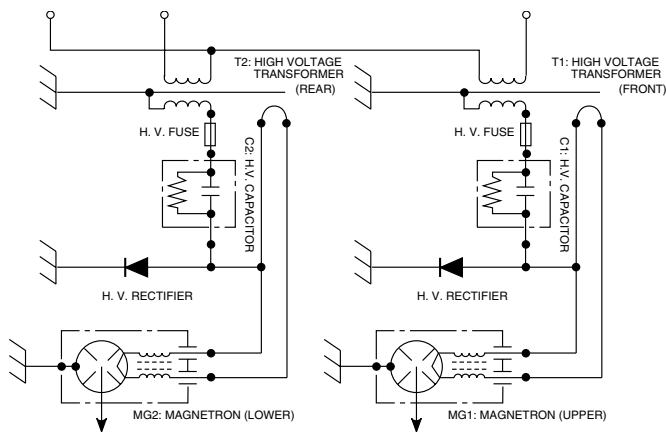 T2: HIGH VOLTAGE
TRANSFORMER
(REAR)
H. V. FUSE
C2: H.V. CAPACITOR
H. V. RECTIFIER
MG2: MAGNETRON (LOWER)
T1: HIGH VOLTAGE
TRANSFORMER
(FRONT)
H. V. FUSE
C1: H.V. CAPACITOR
H. V. RECTIFIER
MG1: MAGNETRON (UPPER)